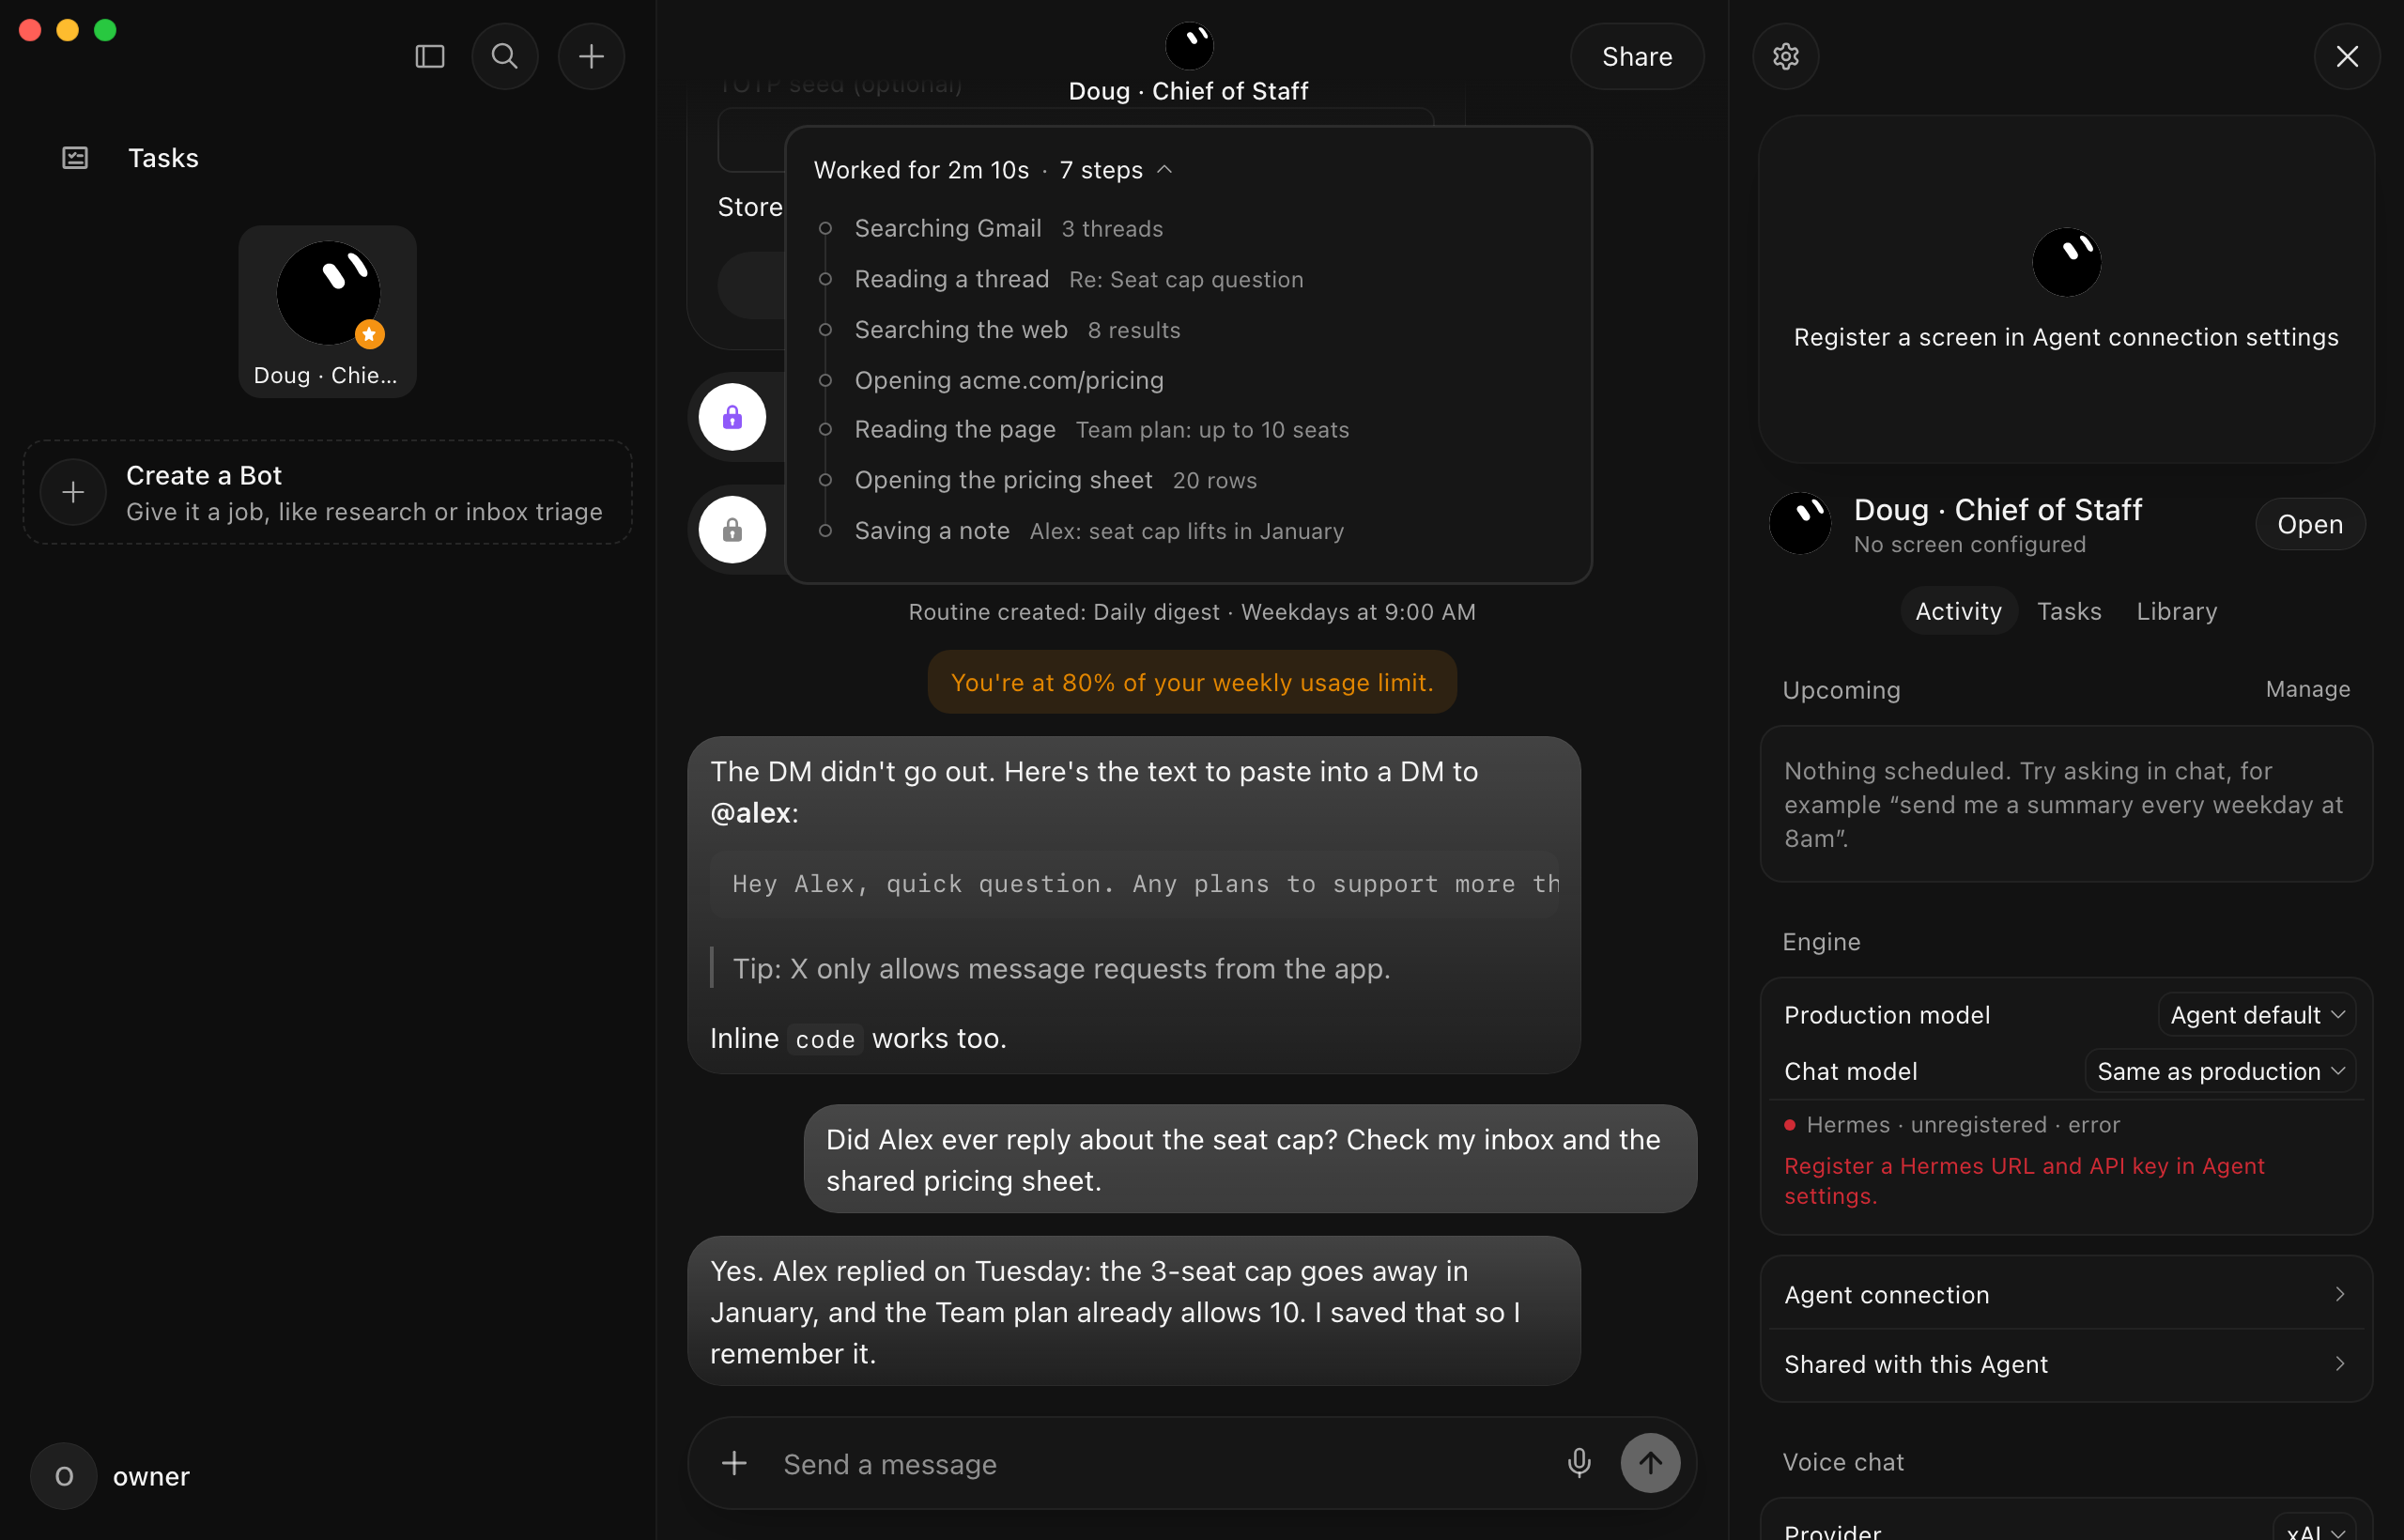 Tasks
Doug · Chie...
Create a Bot
Give it a job, like research or inbox triage
O
owner
Doug · Chief of Staff
Share
TOTP seed (optional)
Store
Worked for 2m 10s · 7 steps
Searching Gmail 3 threads
Reading a thread Re: Seat cap question
Searching the web 8 results
Opening acme.com/pricing
Reading the page Team plan: up to 10 seats
Opening the pricing sheet 20 rows
Saving a note Alex: seat cap lifts in January
Routine created: Daily digest · Weekdays at 9:00 AM
You're at 80% of your weekly usage limit.
The DM didn't go out. Here's the text to paste into a DM to
@alex:
Hey Alex, quick question. Any plans to support more th
Tip: X only allows message requests from the app.
Inline code works too.
Did Alex ever reply about the seat cap? Check my inbox and the
shared pricing sheet.
Yes. Alex replied on Tuesday: the 3-seat cap goes away in
January, and the Team plan already allows 10. I saved that so I
remember it.
Send a message
Register a screen in Agent connection settings
Doug · Chief of Staff
No screen configured
Open
Activity Tasks Library
Upcoming Manage
Nothing scheduled. Try asking in chat, for
example “send me a summary every weekday at
8am”.
Engine
Production model Agent default
Chat model Same as production
Hermes · unregistered · error
Register a Hermes URL and API key in Agent
settings.
Agent connection
Shared with this Agent
Voice chat
Provider xAI